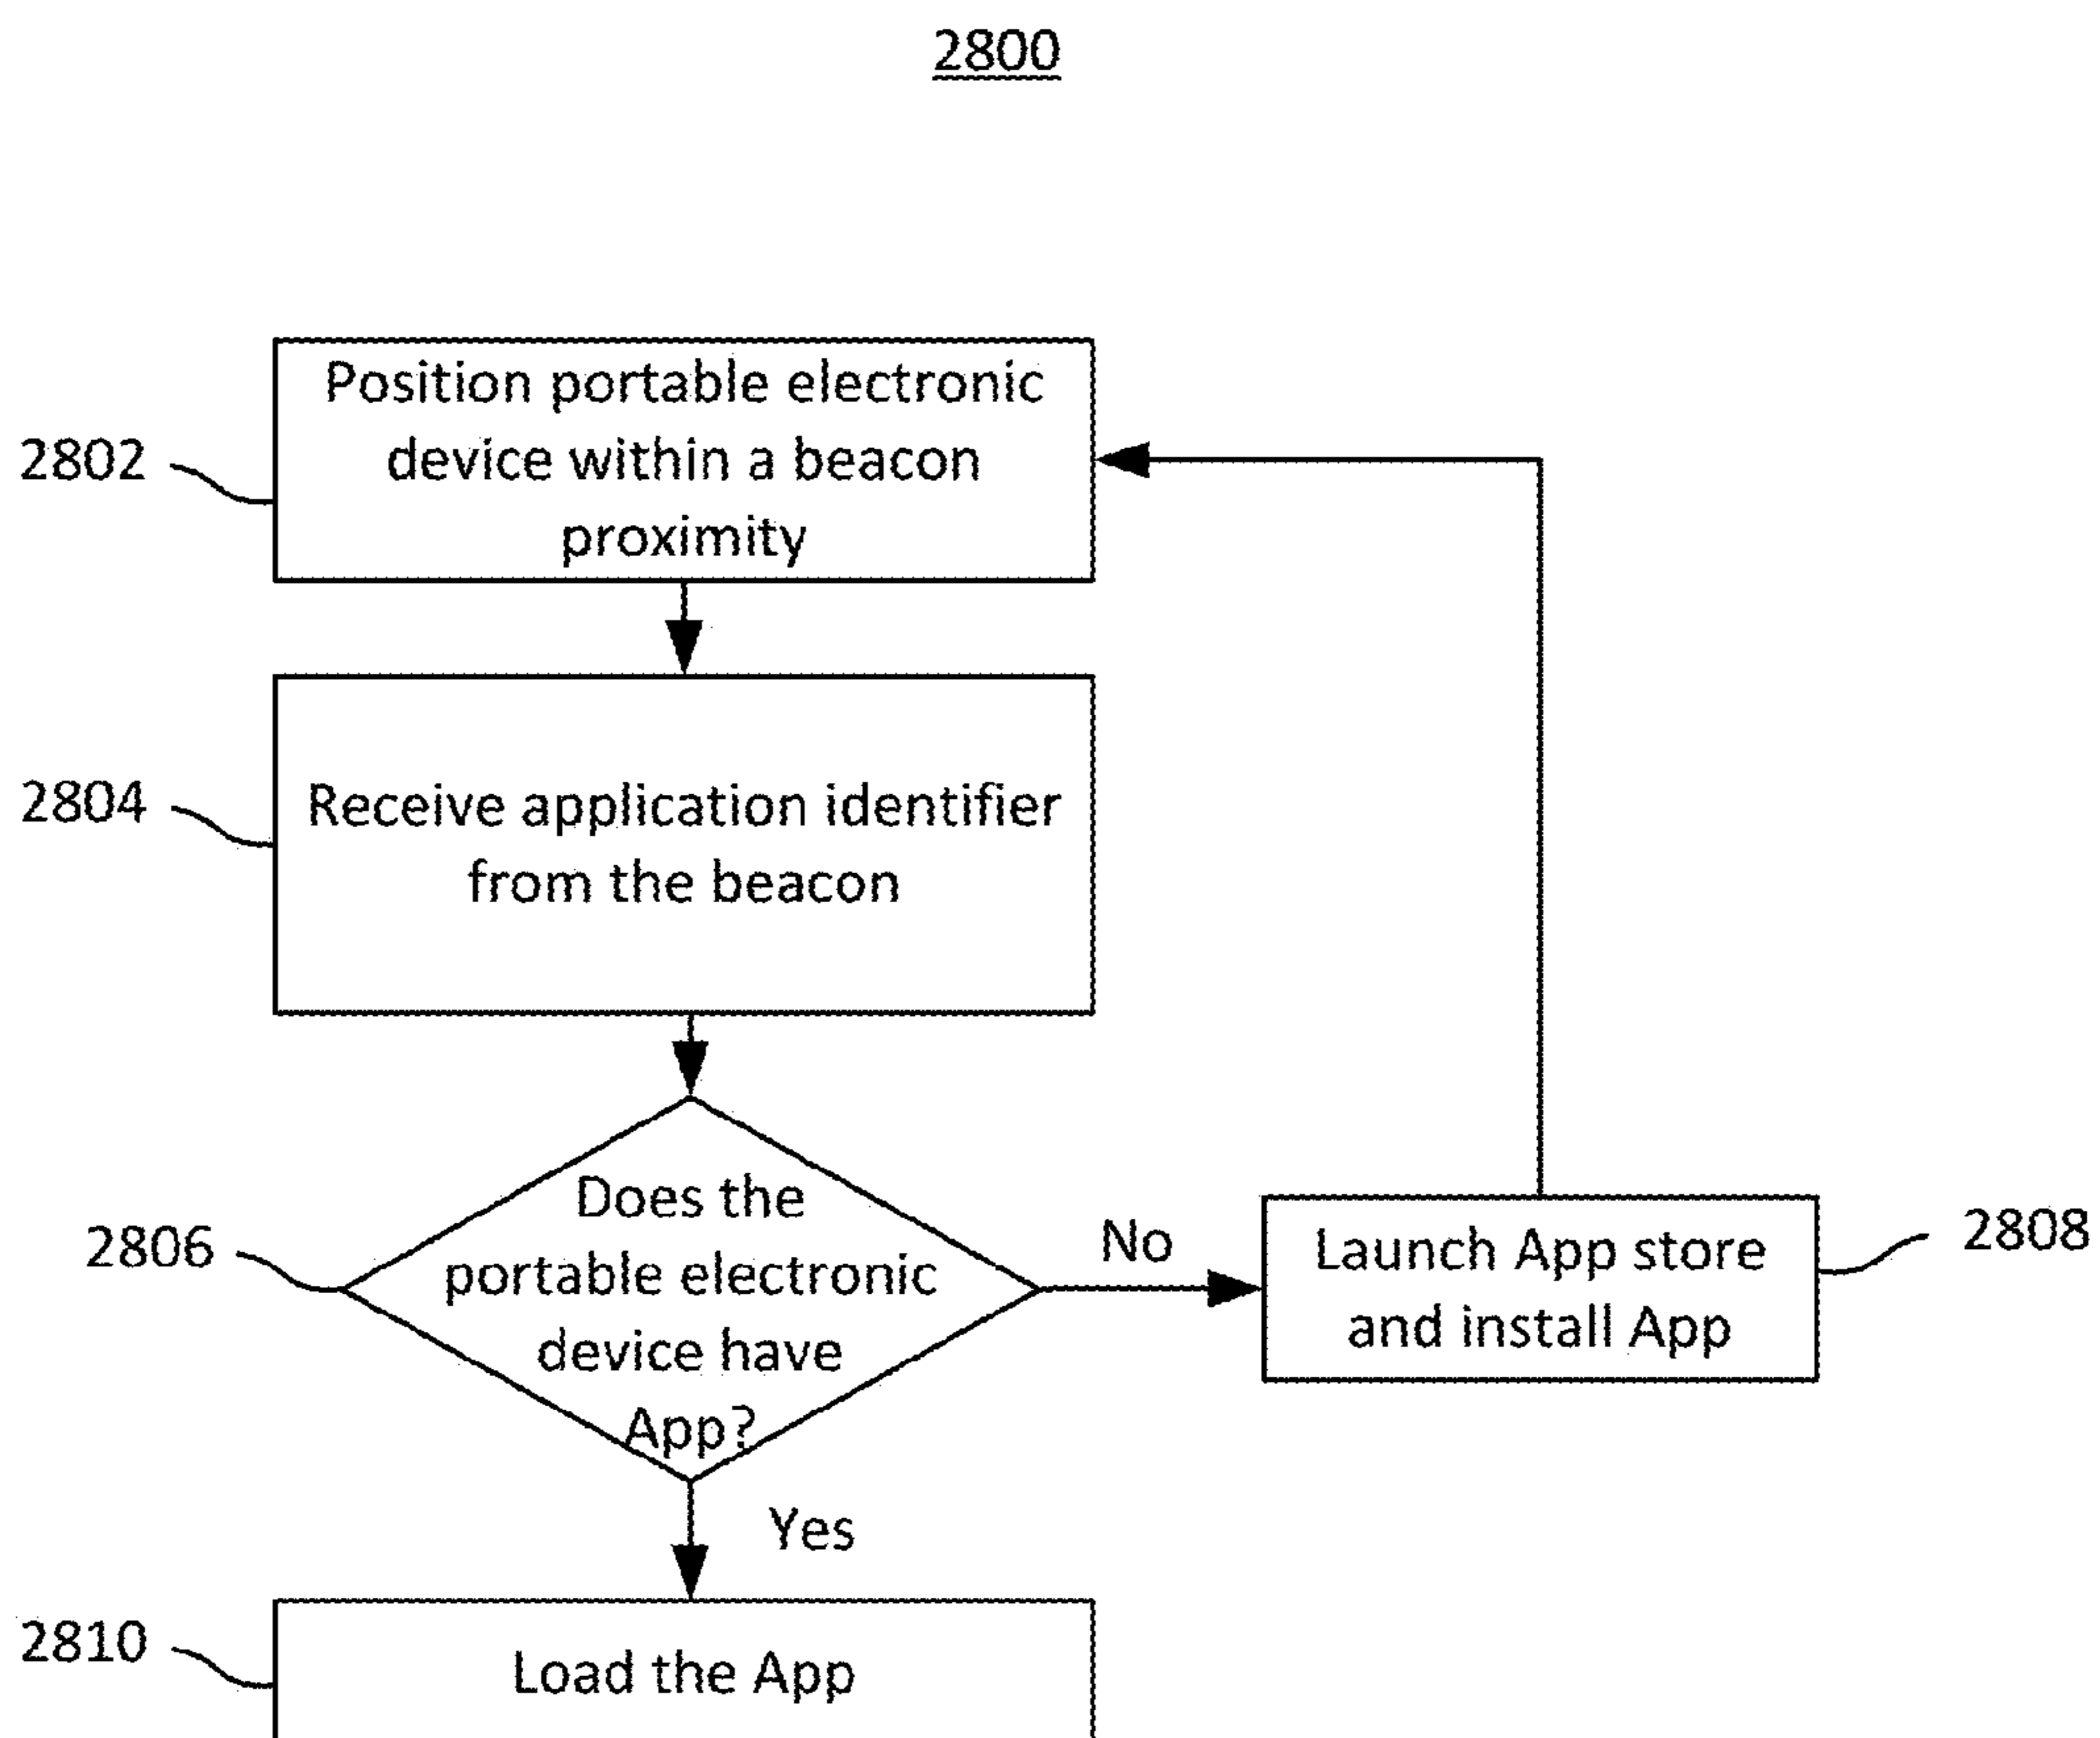 2800
Position portable electronic
device within a beacon
proximity
2802
Receive application identifier
from the beacon
2804
Does the
portable electronic
device have
App?
2806
No
Launch App store
and install App
2808
Yes
Load the App
2810